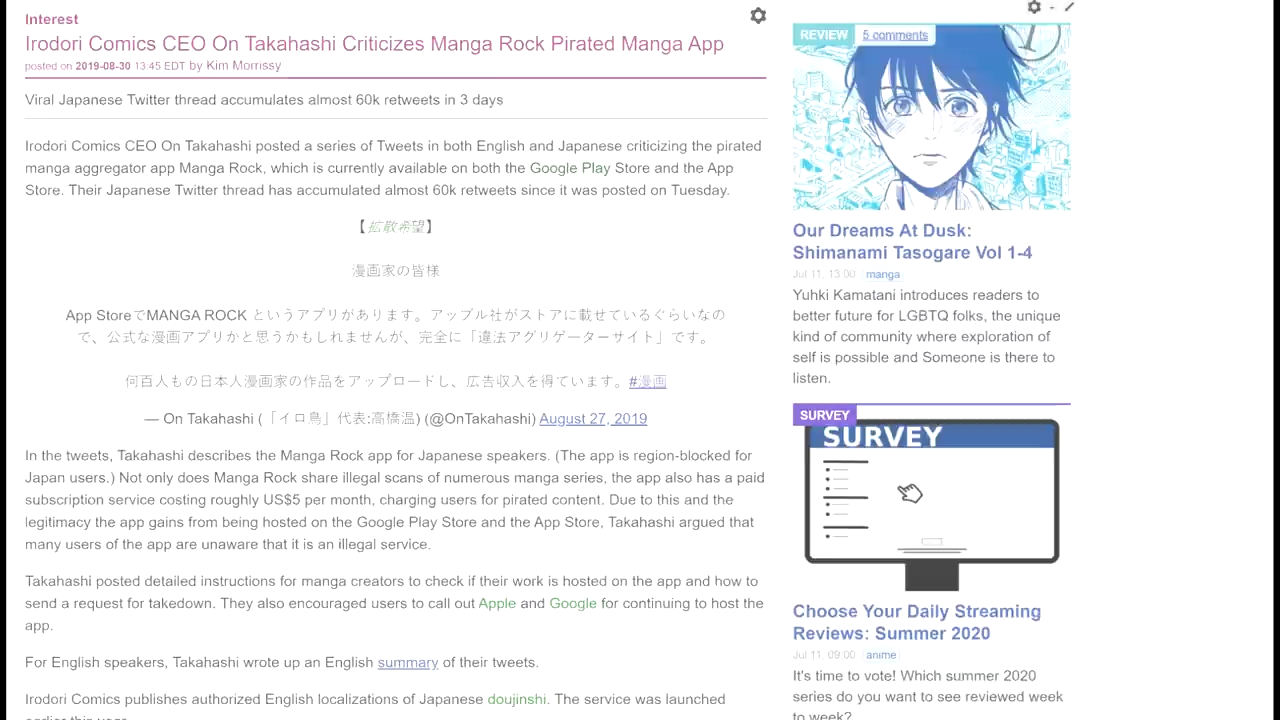 Interest
Irodori Comics CEO On Takahashi Criticizes Manga Rock Pirated Manga App
posted on 2019-08-30 13:45 EDT by Kim Morrissy
Viral Japanese Twitter thread accumulates almost 60k retweets in 3 days
Irodori Comics CEO On Takahashi posted a series of Tweets in both English and Japanese criticizing the pirated
manga aggregator app Manga Rock, which is currently available on both the Google Play Store and the App
Store. Their Japanese Twitter thread has accumulated almost 60k retweets since it was posted on Tuesday.
【拡散希望】
漫画家の皆様
App StoreでMANGA ROCK というアプリがあります。アップル社がストアに載せているぐらいなの
で、公式な漫画アプリかと思うかもしれませんが、完全に「違法アグリゲーターサイト」です。
何百人もの日本人漫画家の作品をアップロードし、広告収入を得ています。#漫画
— On Takahashi (「イロ鳥」代表:高橋温) (@OnTakahashi) August 27, 2019
In the tweets, Takahashi describes the Manga Rock app for Japanese speakers. (The app is region-blocked for
Japan users.) Not only does Manga Rock share illegal scans of numerous manga series, the app also has a paid
subscription service costing roughly US$5 per month, charging users for pirated content. Due to this and the
legitimacy the app gains from being hosted on the Google Play Store and the App Store, Takahashi argued that
many users of the app are unaware that it is an illegal service.
Takahashi posted detailed instructions for manga creators to check if their work is hosted on the app and how to
send a request for takedown. They also encouraged users to call out Apple and Google for continuing to host the
app.
For English speakers, Takahashi wrote up an English summary of their tweets.
Irodori Comics publishes authorized English localizations of Japanese doujinshi. The service was launched
earlier this year.
REVIEW 5 comments
Our Dreams At Dusk:
Shimanami Tasogare Vol 1-4
Jul 11, 13:00 manga
Yuhki Kamatani introduces readers to
better future for LGBTQ folks, the unique
kind of community where exploration of
self is possible and Someone is there to
listen.
SURVEY
SURVEY
Choose Your Daily Streaming
Reviews: Summer 2020
Jul 11, 09:00 anime
It's time to vote! Which summer 2020
series do you want to see reviewed week
to week?